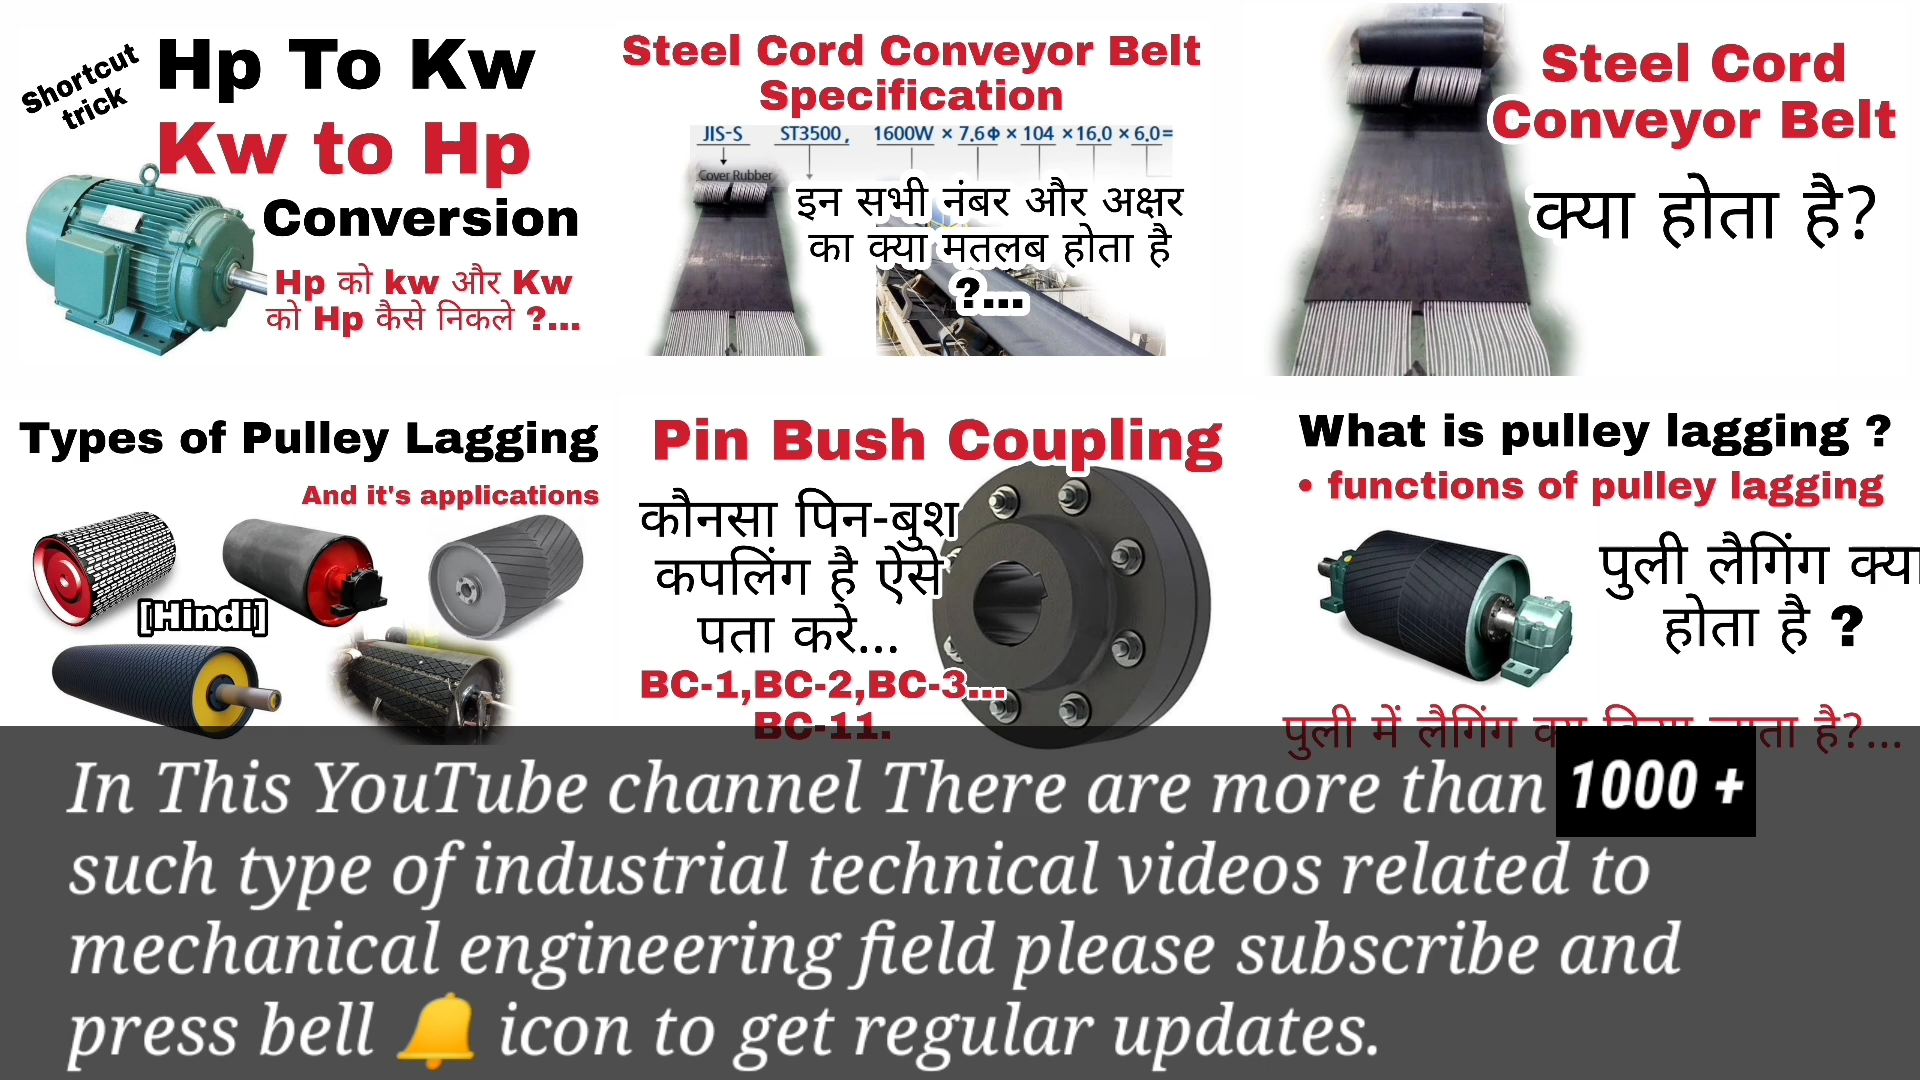 Shortcut
trick
Hp To Kw
Kw to Hp
Conversion
Hp को kw और Kw
को Hp कैसे निकले ?...
Steel Cord Conveyor Belt
Specification
JIS-S ST3500, 1600W × 7.6Φ × 104 ×16.0 × 6.0=
Cover Rubber
इन सभी नंबर और अक्षर
का क्या मतलब होता है
?...
Steel Cord
Conveyor Belt
क्या होता है?
Types of Pulley Lagging
And it's applications
[Hindi]
Pin Bush Coupling
कौनसा पिन-बुश
कपलिंग है ऐसे
पता करे...
BC-1,BC-2,BC-3...
BC-11.
What is pulley lagging ?
• functions of pulley lagging
पुली लैगिंग क्या
होता है ?
पुली में लैगिंग है?...
In This YouTube channel There are more than 1000 +
such type of industrial technical videos related to
mechanical engineering field please subscribe and
press bell 🔔 icon to get regular updates.